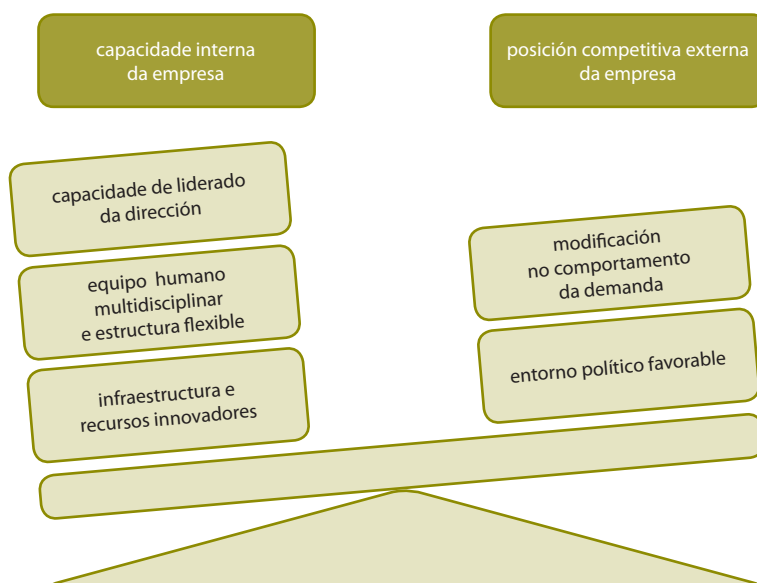 capacidade interna
da empresa
posición competitiva externa
da empresa
capacidade de liderado
da dirección
equipo humano
multidisciplinar
e estructura flexible
infraestructura e
recursos innovadores
modificación
no comportamento
da demanda
entorno político favorable